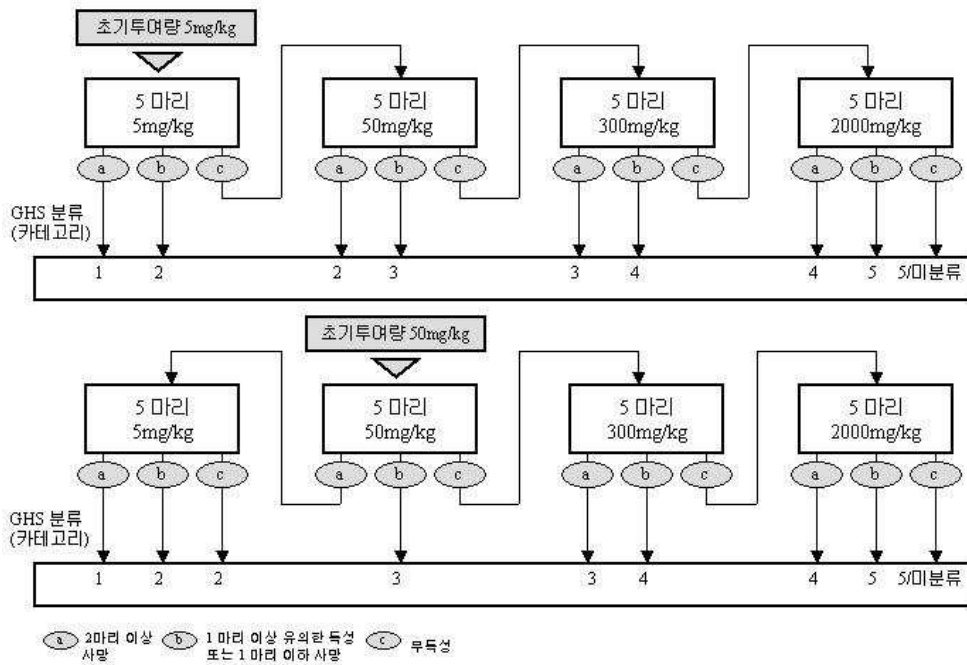 초기투여량 5mg/kg
5 마리 5 마리 5 마리 5 마리
5mg/kg 50mg/kg 300mg/kg 2000mg/kg
a b c a b c a b c a b c
GHS 분류
(카테고리)
1 2 2 3 3 4 4 5 5/미분류
초기투여량 50mg/kg
5 마리 5 마리 5 마리 5 마리
5mg/kg 50mg/kg 300mg/kg 2000mg/kg
a b c a b c a b c a b c
GHS 분류
(카테고리)
1 2 2 3 3 4 4 5 5/미분류
a 2마리 이상 사망
b 1 마리 이상 유의한 독성 또는 1 마리 이하 사망
c 무독성